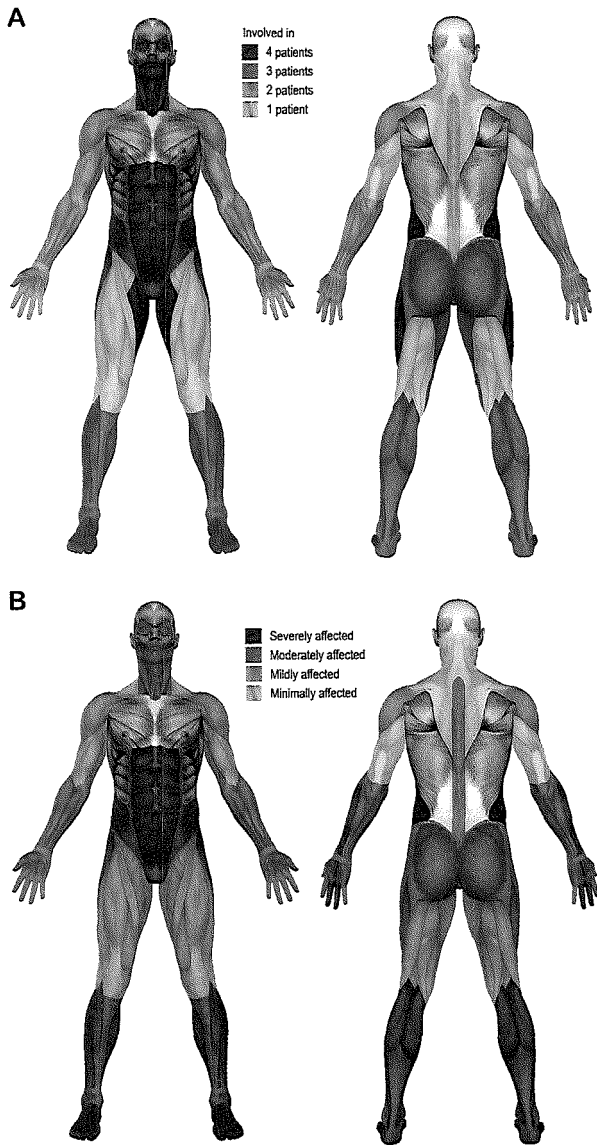 A
Involved in
4 patients
3 patients
2 patients
1 patient
B
Severely affected
Moderately affected
Mildly affected
Minimally affected